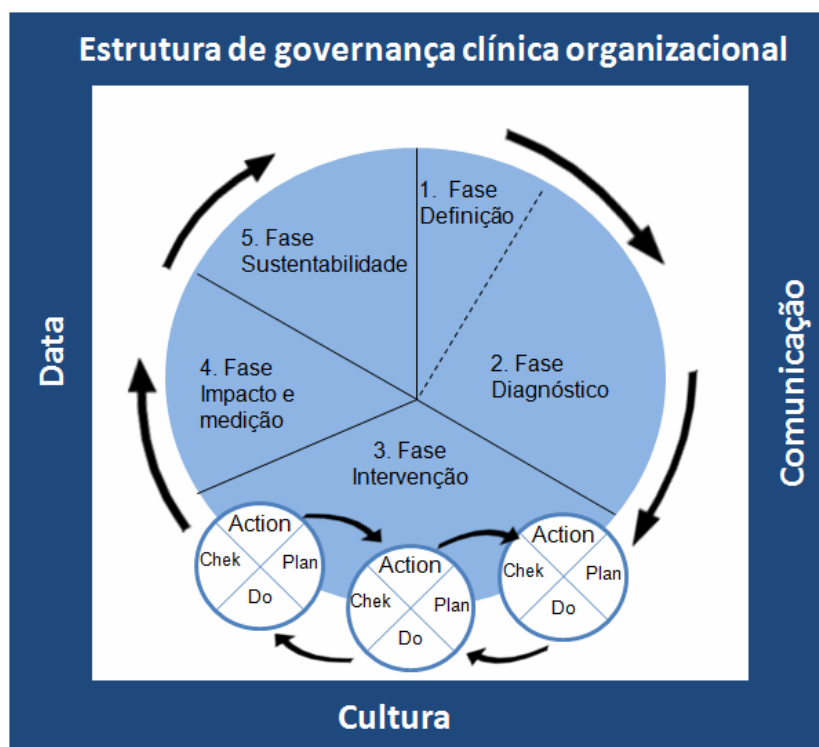 Estrutura de governança clínica organizacional
Data
Comunicação
1. Fase
Definição
5. Fase
Sustentabilidade
2. Fase
Diagnóstico
4. Fase
Impacto e
medição
3. Fase
Intervenção
Action
Chek
Plan
Do
Action
Chek
Plan
Do
Action
Chek
Plan
Do
Cultura